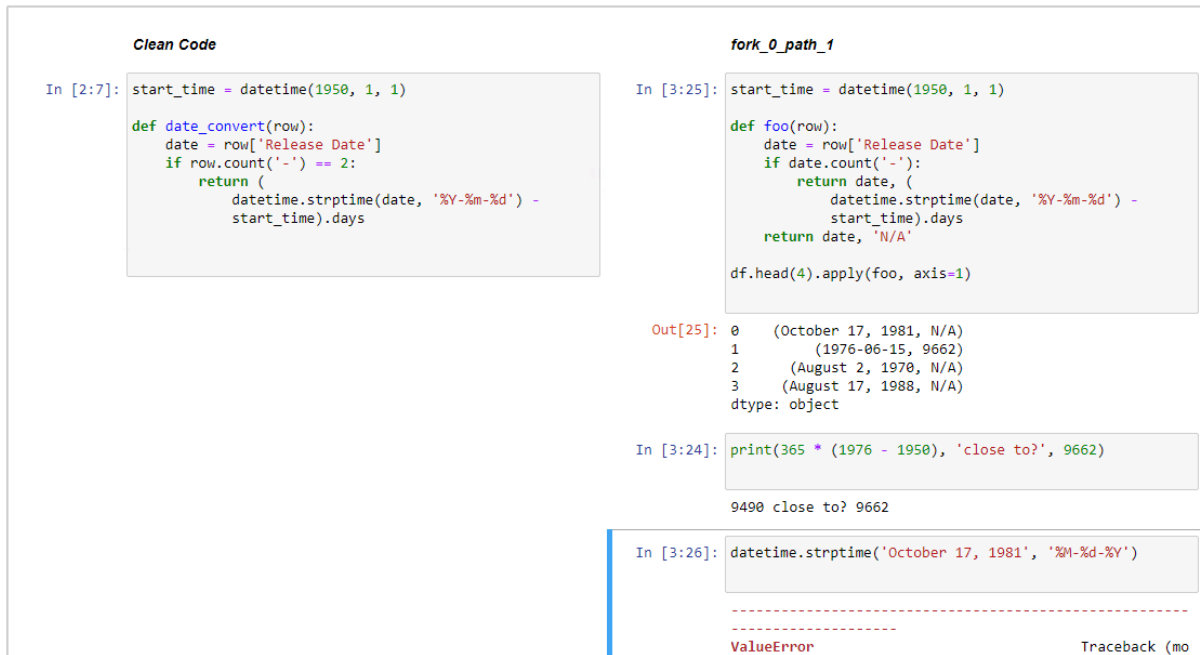 Clean Code
In [2:7]:
start_time = datetime(1950, 1, 1)
def date_convert(row):
    date = row['Release Date']
    if row.count('-') == 2:
        return (
            datetime.strptime(date, '%Y-%m-%d') -
            start_time).days
fork_0_path_1
In [3:25]:
start_time = datetime(1950, 1, 1)
def foo(row):
    date = row['Release Date']
    if date.count('-'):
        return date, (
            datetime.strptime(date, '%Y-%m-%d') -
            start_time).days
    return date, 'N/A'
df.head(4).apply(foo, axis=1)
Out[25]:
0    (October 17, 1981, N/A)
1         (1976-06-15, 9662)
2      (August 2, 1970, N/A)
3     (August 17, 1988, N/A)
dtype: object
In [3:24]:
print(365 * (1976 - 1950), 'close to?', 9662)
9490 close to? 9662
In [3:26]:
datetime.strptime('October 17, 1981', '%M-%d-%Y')
-------------------------------------------------------
--------------------
ValueError                                Traceback (mo